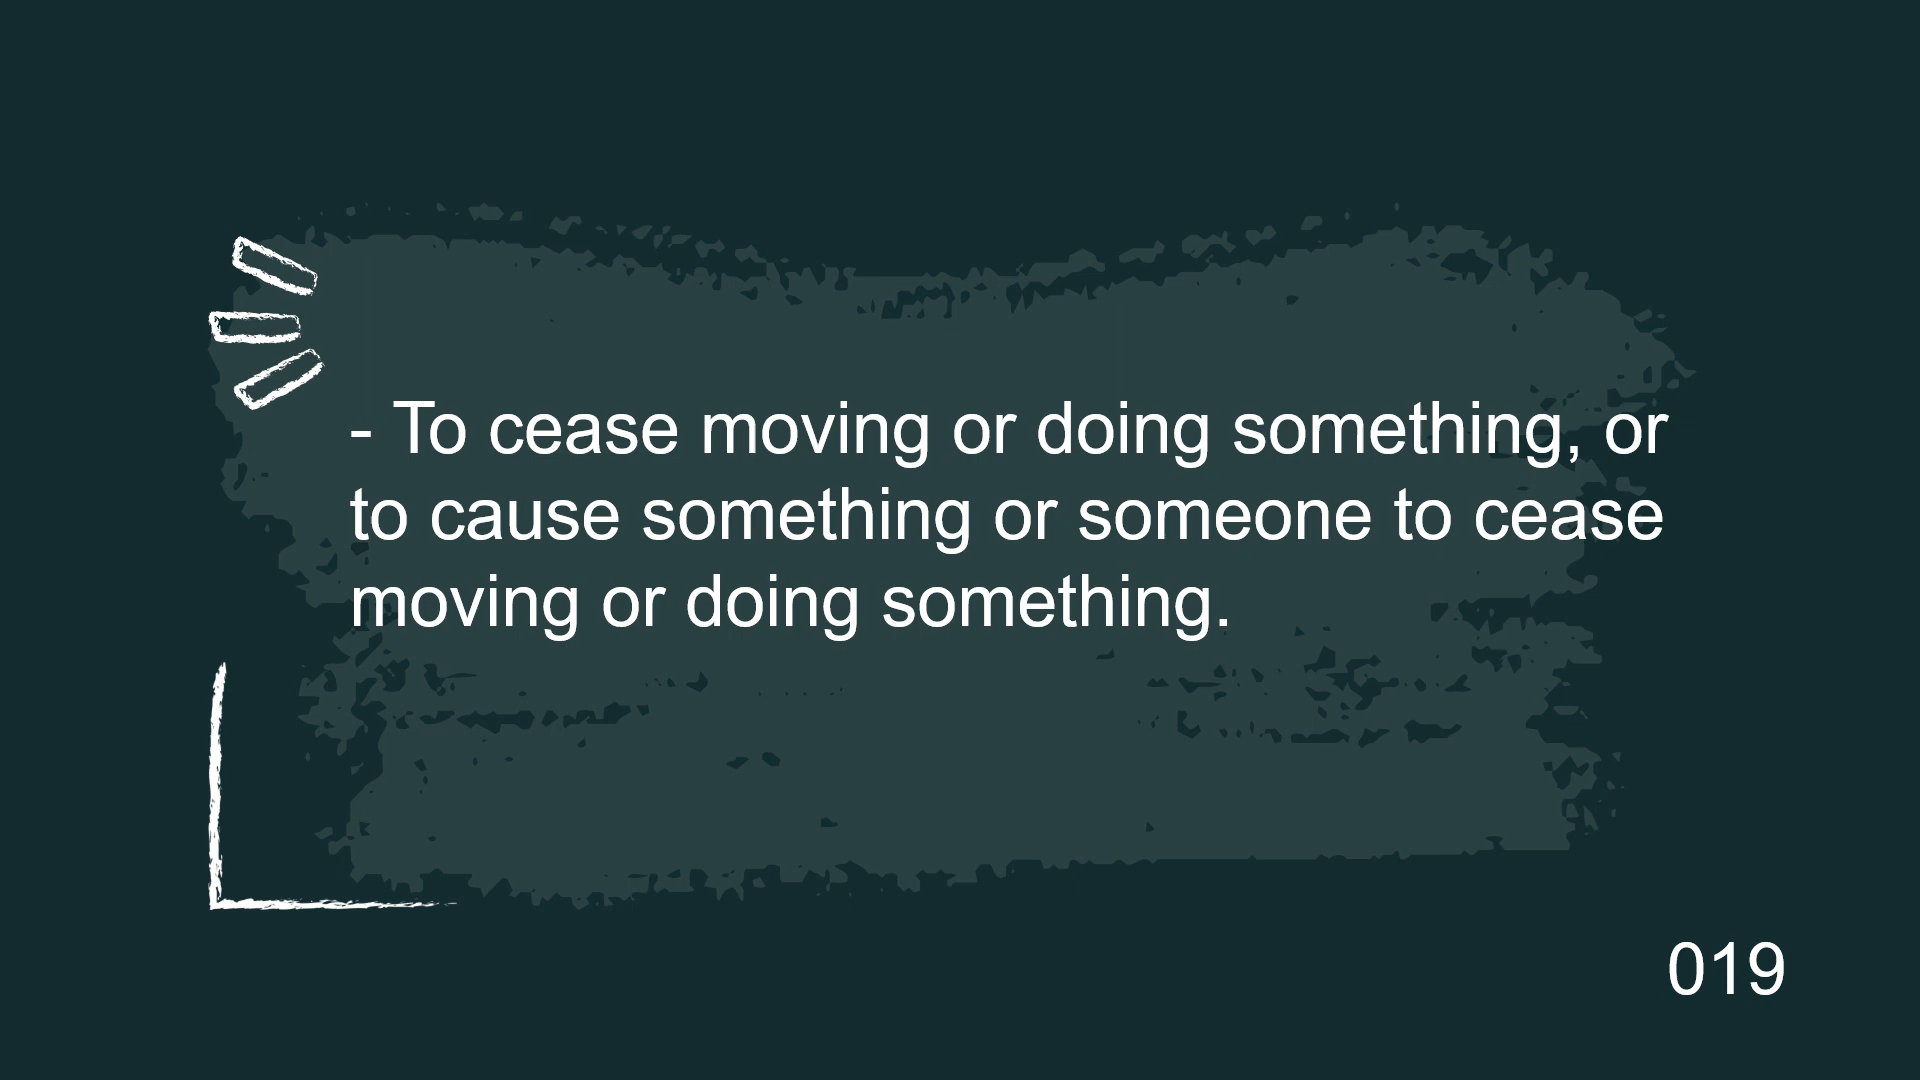 - To cease moving or doing something, or
to cause something or someone to cease
moving or doing something.
019